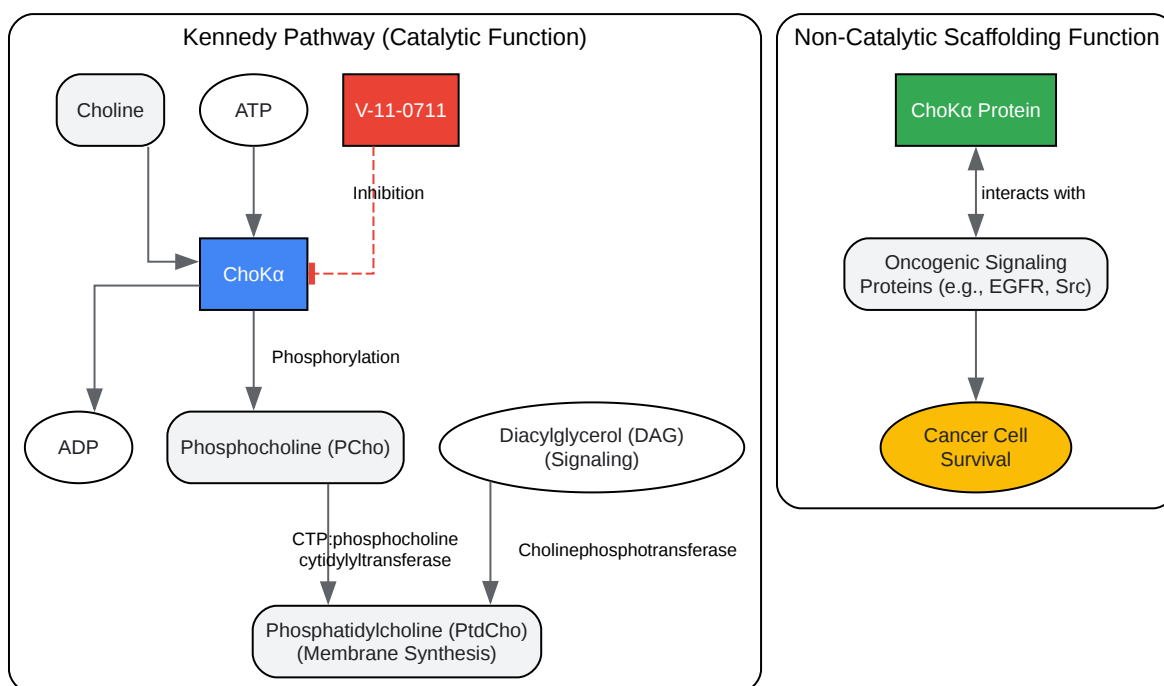 Kennedy Pathway (Catalytic Function)
Choline
ATP
V-11-0711
Inhibition
ChoKα
Phosphorylation
ADP
Phosphocholine (PCho)
Diacylglycerol (DAG)
(Signaling)
CTP:phosphocholine
cytidylyltransferase
Cholinephosphotransferase
Phosphatidylcholine (PtdCho)
(Membrane Synthesis)
Non-Catalytic Scaffolding Function
ChoKα Protein
interacts with
Oncogenic Signaling
Proteins (e.g., EGFR, Src)
Cancer Cell
Survival